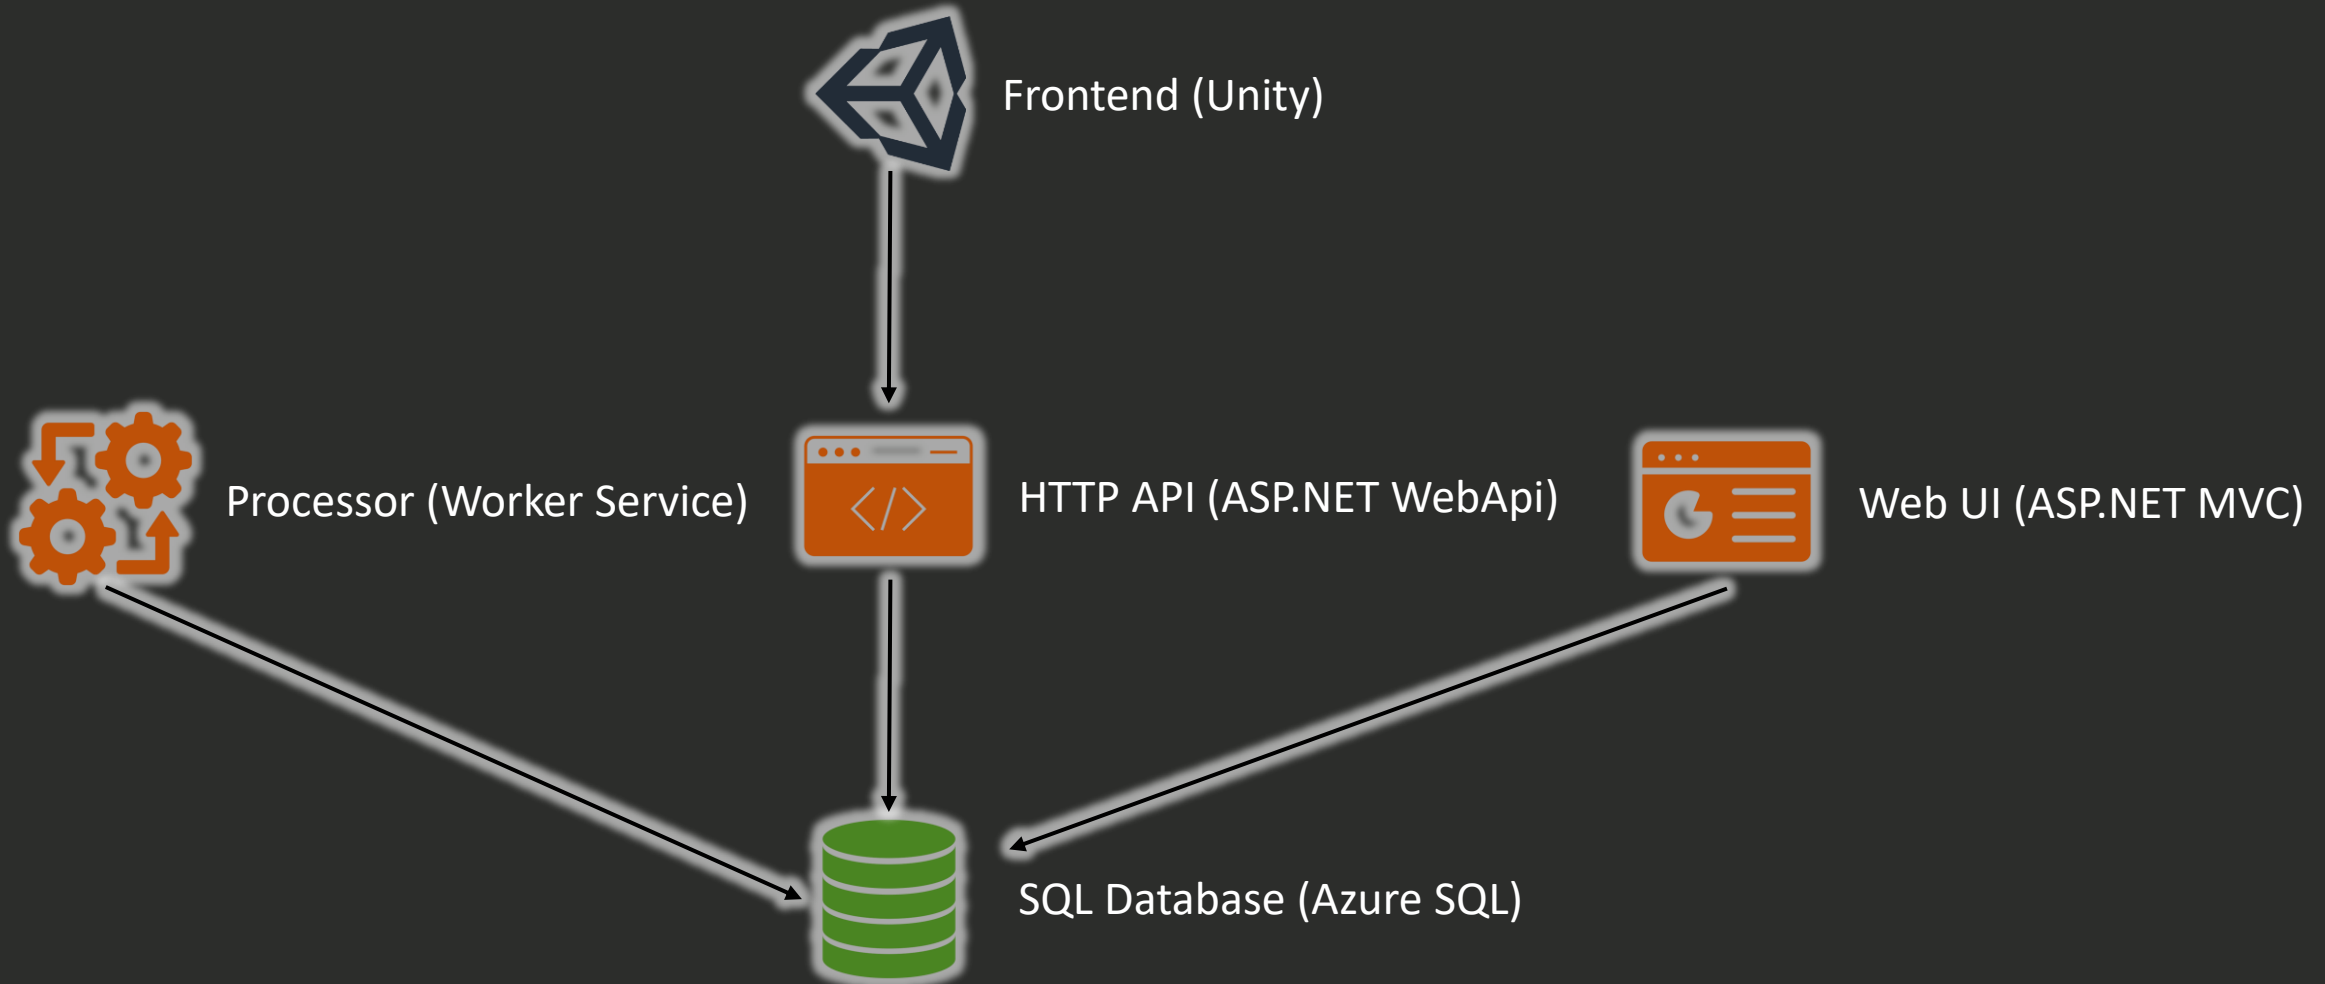 Frontend (Unity)
Processor (Worker Service)
HTTP API (ASP.NET WebApi)
Web UI (ASP.NET MVC)
SQL Database (Azure SQL)